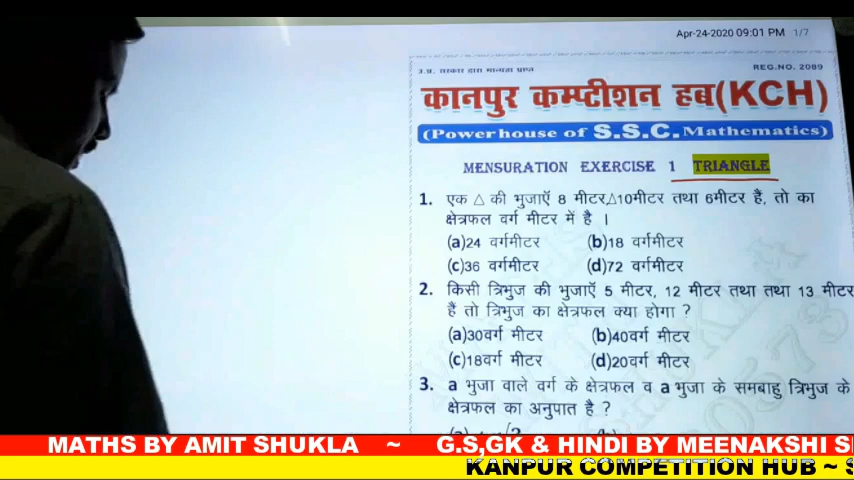 Apr-24-2020 09:01 PM 1/7
उ.प्र. सरकार द्वारा मान्यता प्राप्त
REG.NO. 2089
कानपुर कम्प्टीशन हब(KCH)
(Powerhouse of S.S.C. Mathematics)
MENSURATION EXERCISE 1 TRIANGLE
1. एक △ की भुजाएँ 8 मीटर△10मीटर तथा 6मीटर हैं, तो का
क्षेत्रफल वर्ग मीटर में है ।
(a)24 वर्गमीटर (b)18 वर्गमीटर
(c)36 वर्गमीटर (d)72 वर्गमीटर
2. किसी त्रिभुज की भुजाएँ 5 मीटर, 12 मीटर तथा तथा 13 मीटर
हैं तो त्रिभुज का क्षेत्रफल क्या होगा ?
(a)30वर्ग मीटर (b)40वर्ग मीटर
(c)18वर्ग मीटर (d)20वर्ग मीटर
3. a भुजा वाले वर्ग के क्षेत्रफल व a भुजा के समबाहु त्रिभुज के
क्षेत्रफल का अनुपात है ?
MATHS BY AMIT SHUKLA ~ G.S,GK & HINDI BY MEENAKSHI S
KANPUR COMPETITION HUB ~ S